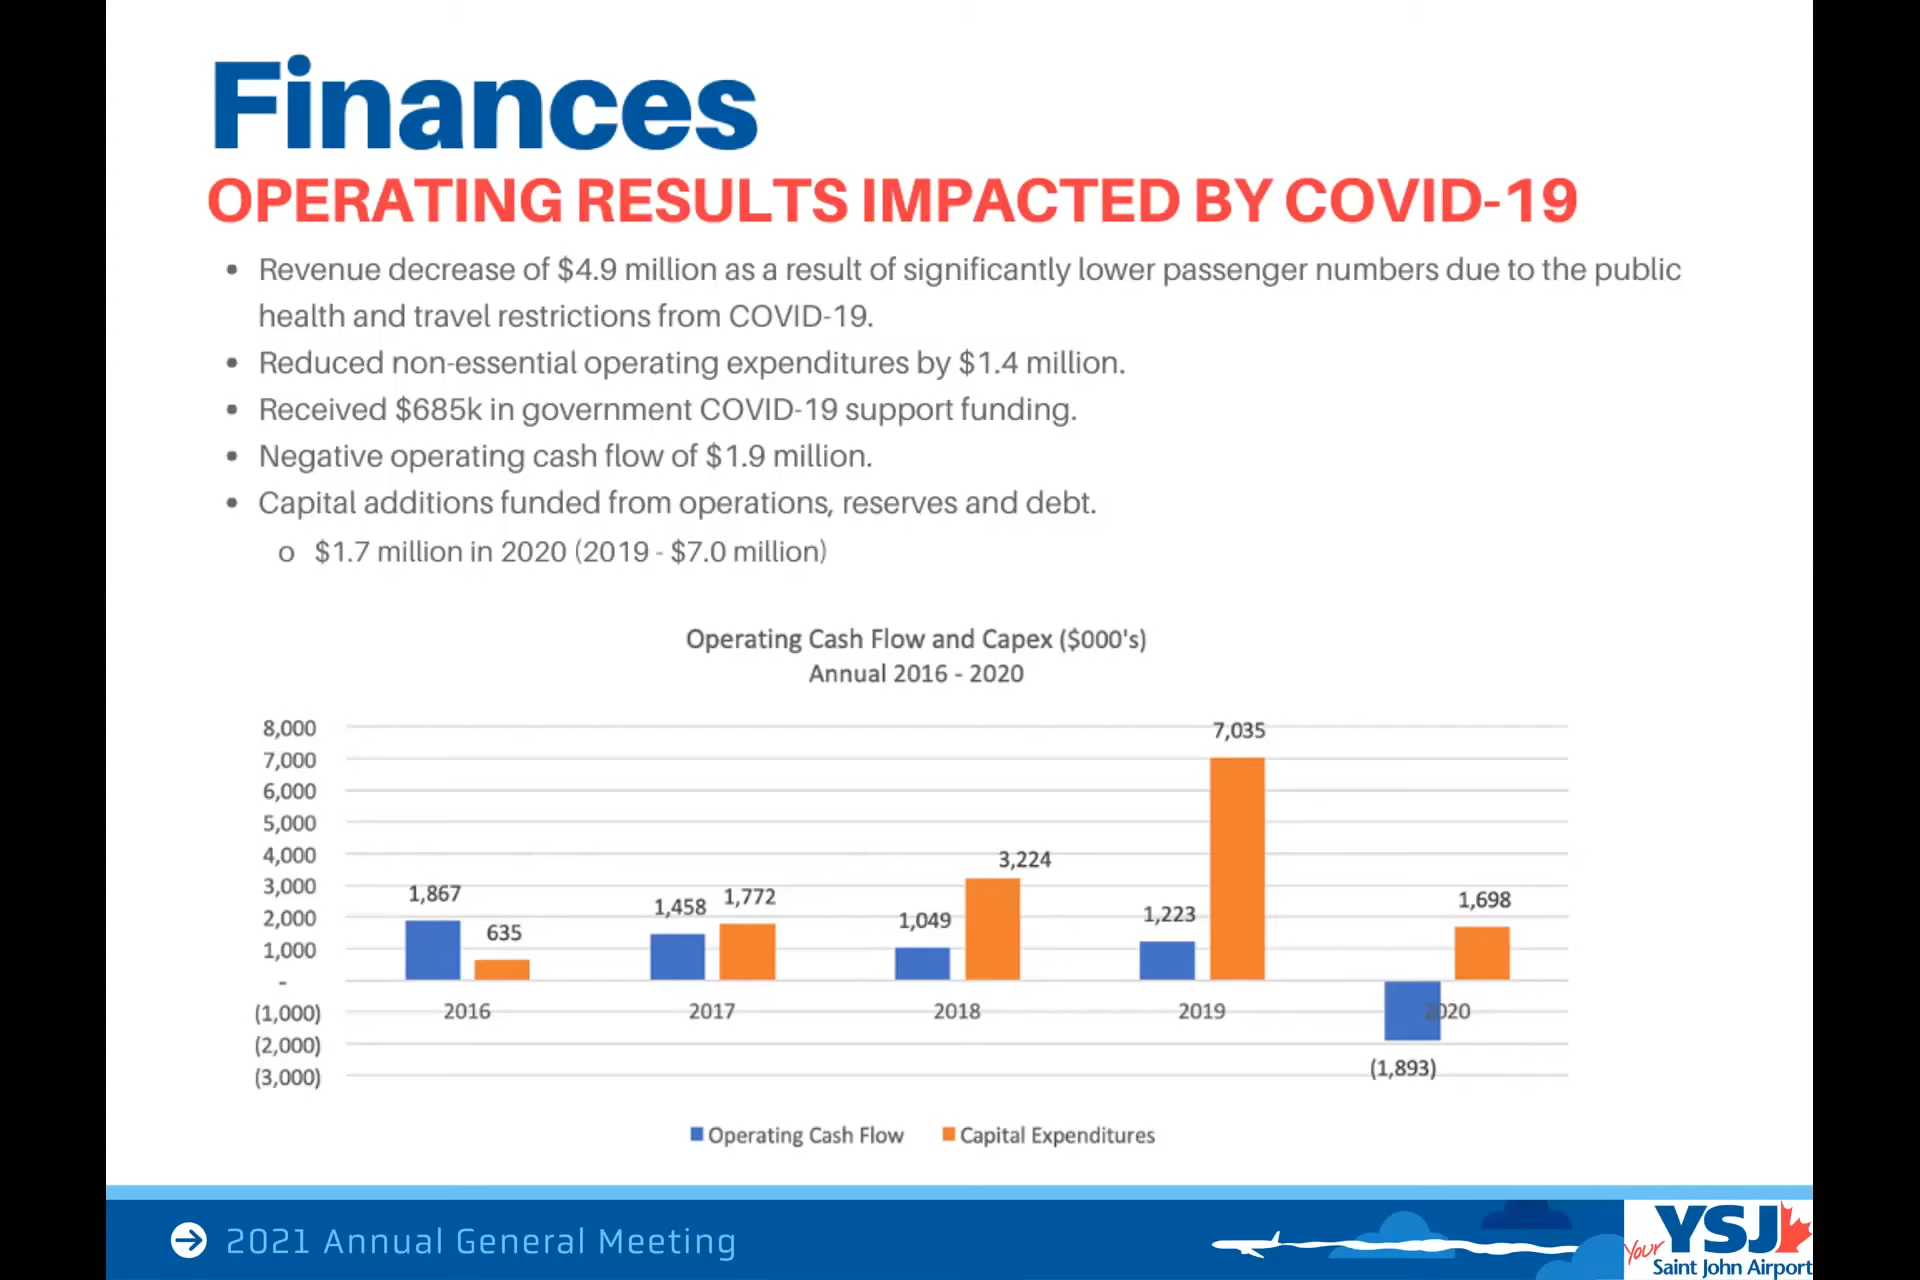 Finances
OPERATING RESULTS IMPACTED BY COVID-19
• Revenue decrease of $4.9 million as a result of significantly lower passenger numbers due to the public
health and travel restrictions from COVID-19.
• Reduced non-essential operating expenditures by $1.4 million.
• Received $685k in government COVID-19 support funding.
• Negative operating cash flow of $1.9 million.
• Capital additions funded from operations, reserves and debt.
o $1.7 million in 2020 (2019 - $7.0 million)
Operating Cash Flow and Capex ($000's)
Annual 2016 - 2020
8,000
7,000
6,000
5,000
4,000
3,000
2,000
1,000
-
(1,000)
(2,000)
(3,000)
1,867
635
1,458
1,772
1,049
3,224
1,223
7,035
(1,893)
1,698
2016
2017
2018
2019
2020
Operating Cash Flow
Capital Expenditures
2021 Annual General Meeting
Your YSJ
Saint John Airport